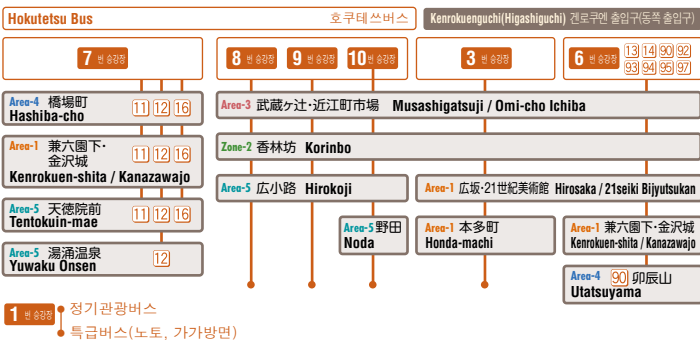 Hokutetsu Bus 호쿠테쓰버스 Kenrokuenguchi(Higashiguchi) 겐로쿠엔 출입구(동쪽 출입구)
7 번 승강장 8 번 승강장 9 번 승강장 10 번 승강장 3 번 승강장 6 번 승강장 13 14 90 92
93 94 95 97
Area-4 橋場町 11 12 16
Hashiba-cho
Area-1 兼六園下・
金沢城 11 12 16
Kenrokuen-shita / Kanazawajo
Area-5 天徳院前 11 12 16
Tentokuin-mae
Area-5 湯涌温泉 12
Yuwaku Onsen
Area-3 武蔵ヶ辻・近江町市場 Musashigatsuji / Omi-cho Ichiba
Zone-2 香林坊 Korinbo
Area-5 広小路 Hirokoji
Area-1 広坂・21世紀美術館 Hirosaka / 21seiki Bijyutsukan
Area-5 野田
Noda
Area-1 本多町
Honda-machi
Area-1 兼六園下・金沢城
Kenrokuen-shita / Kanazawajo
Area-4 90 卯辰山
Utatsuyama
1 번 승강장
정기관광버스
특급버스(노토, 가가방면)